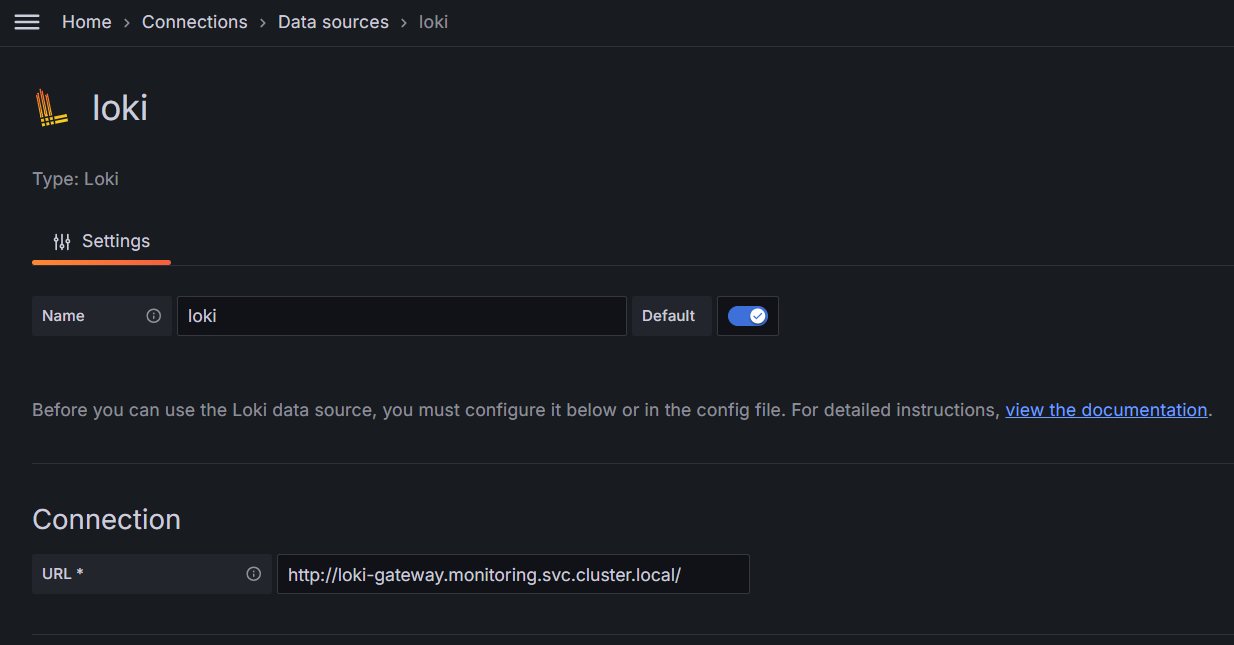 Home › Connections › Data sources › loki
loki
Type: Loki
Settings
Name loki Default
Before you can use the Loki data source, you must configure it below or in the config file. For detailed instructions, view the documentation.
Connection
URL * http://loki-gateway.monitoring.svc.cluster.local/